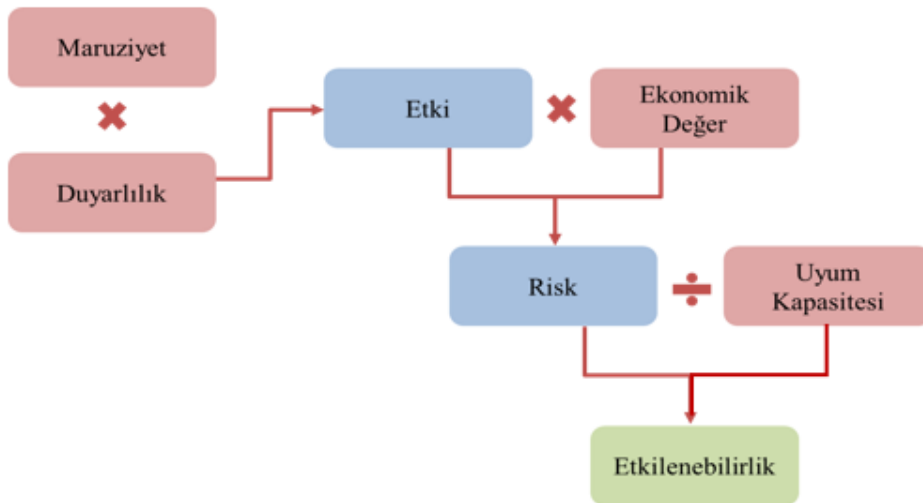 Maruziyet
Duyarlılık
Etki
Ekonomik
Değer
Risk
Uyum
Kapasitesi
Etkilenebilirlik